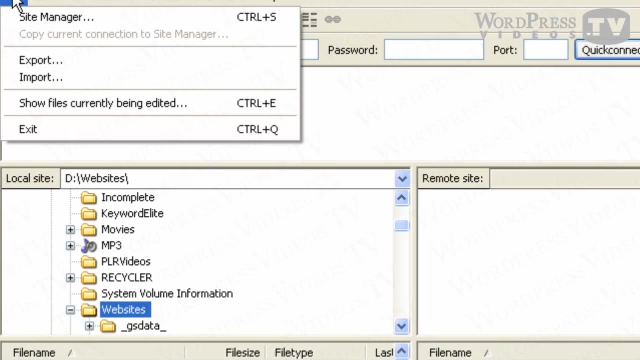 Site Manager... CTRL+S
Copy current connection to Site Manager...
Export...
Import...
Show files currently being edited... CTRL+E
Exit CTRL+Q
WORDPRESS
VIDEOS TV
Password: Port: Quickconnec
Local site: D:\Websites\ Remote site:
Incomplete
KeywordElite
Movies
MP3
PLRVideos
RECYCLER
System Volume Information
Websites
_gsdata_
Filename Filesize Filetype Last Filename